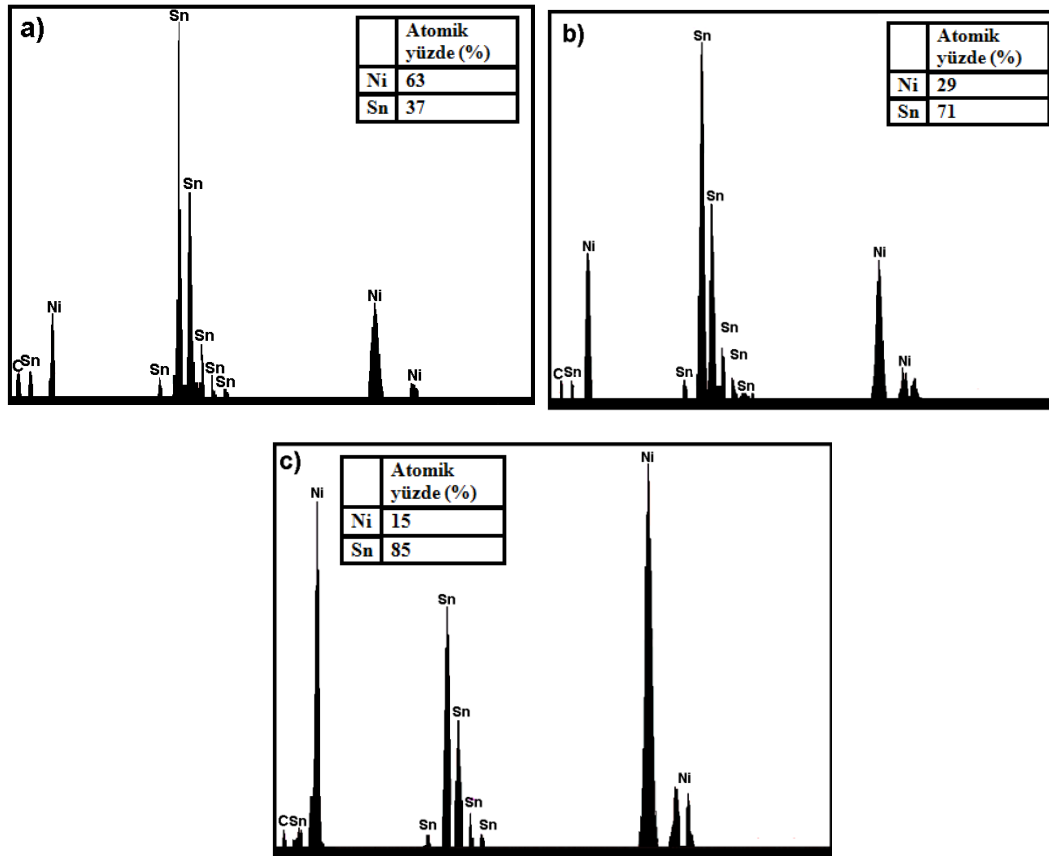 a)
Atomik
yüzde (%)
Ni 63
Sn 37
Sn
Sn
Ni
Ni
Sn
Sn
C
Sn
Sn
Sn
Ni
b)
Atomik
yüzde (%)
Ni 29
Sn 71
Sn
Sn
Ni
Ni
Sn
Sn
Ni
C
Sn
Sn
Sn
c)
Atomik
yüzde (%)
Ni 15
Sn 85
Ni
Ni
Sn
Sn
Ni
Sn
C
Sn
Sn
Sn